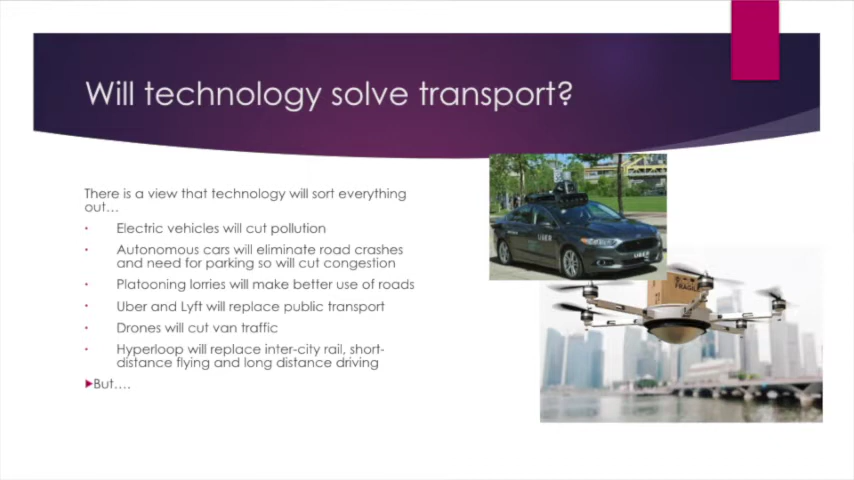 Will technology solve transport?
There is a view that technology will sort everything
out…
• Electric vehicles will cut pollution
• Autonomous cars will eliminate road crashes
and need for parking so will cut congestion
• Platooning lorries will make better use of roads
• Uber and Lyft will replace public transport
• Drones will cut van traffic
• Hyperloop will replace inter-city rail, short-
distance flying and long distance driving
▶But….
UBER
UBER
FRAGILE